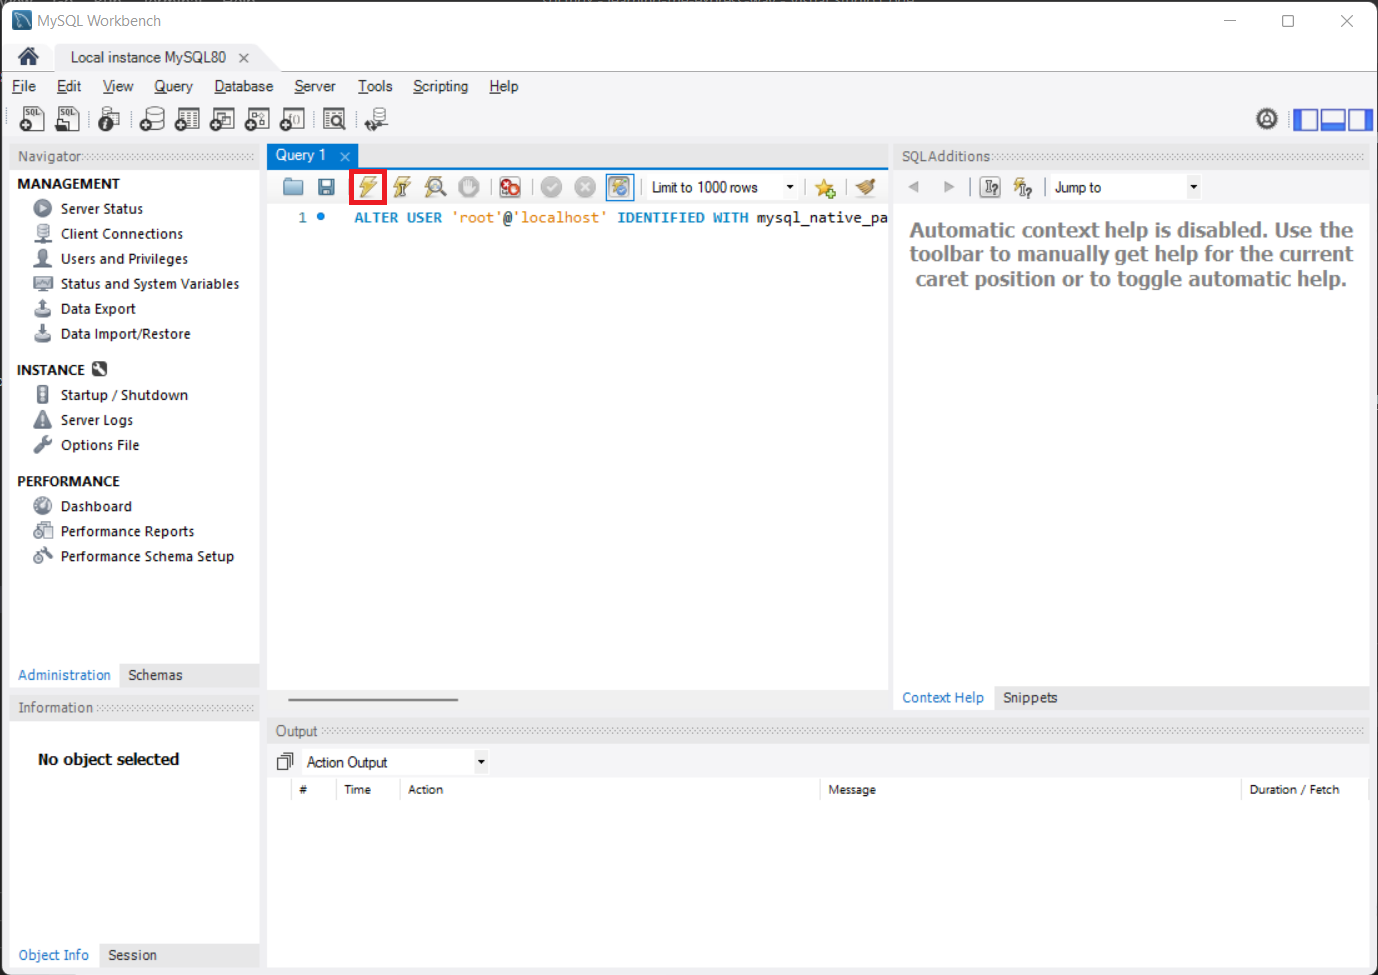 MySQL Workbench
Local instance MySQL80
File Edit View Query Database Server Tools Scripting Help
Navigator
MANAGEMENT
Server Status
Client Connections
Users and Privileges
Status and System Variables
Data Export
Data Import/Restore
INSTANCE
Startup / Shutdown
Server Logs
Options File
PERFORMANCE
Dashboard
Performance Reports
Performance Schema Setup
Administration Schemas
Information
No object selected
Object Info Session
Query 1
Limit to 1000 rows
1 ALTER USER 'root'@'localhost' IDENTIFIED WITH mysql_native_pa
SQLAdditions
Jump to
Automatic context help is disabled. Use the
toolbar to manually get help for the current
caret position or to toggle automatic help.
Context Help Snippets
Output
Action Output
# Time Action Message Duration / Fetch